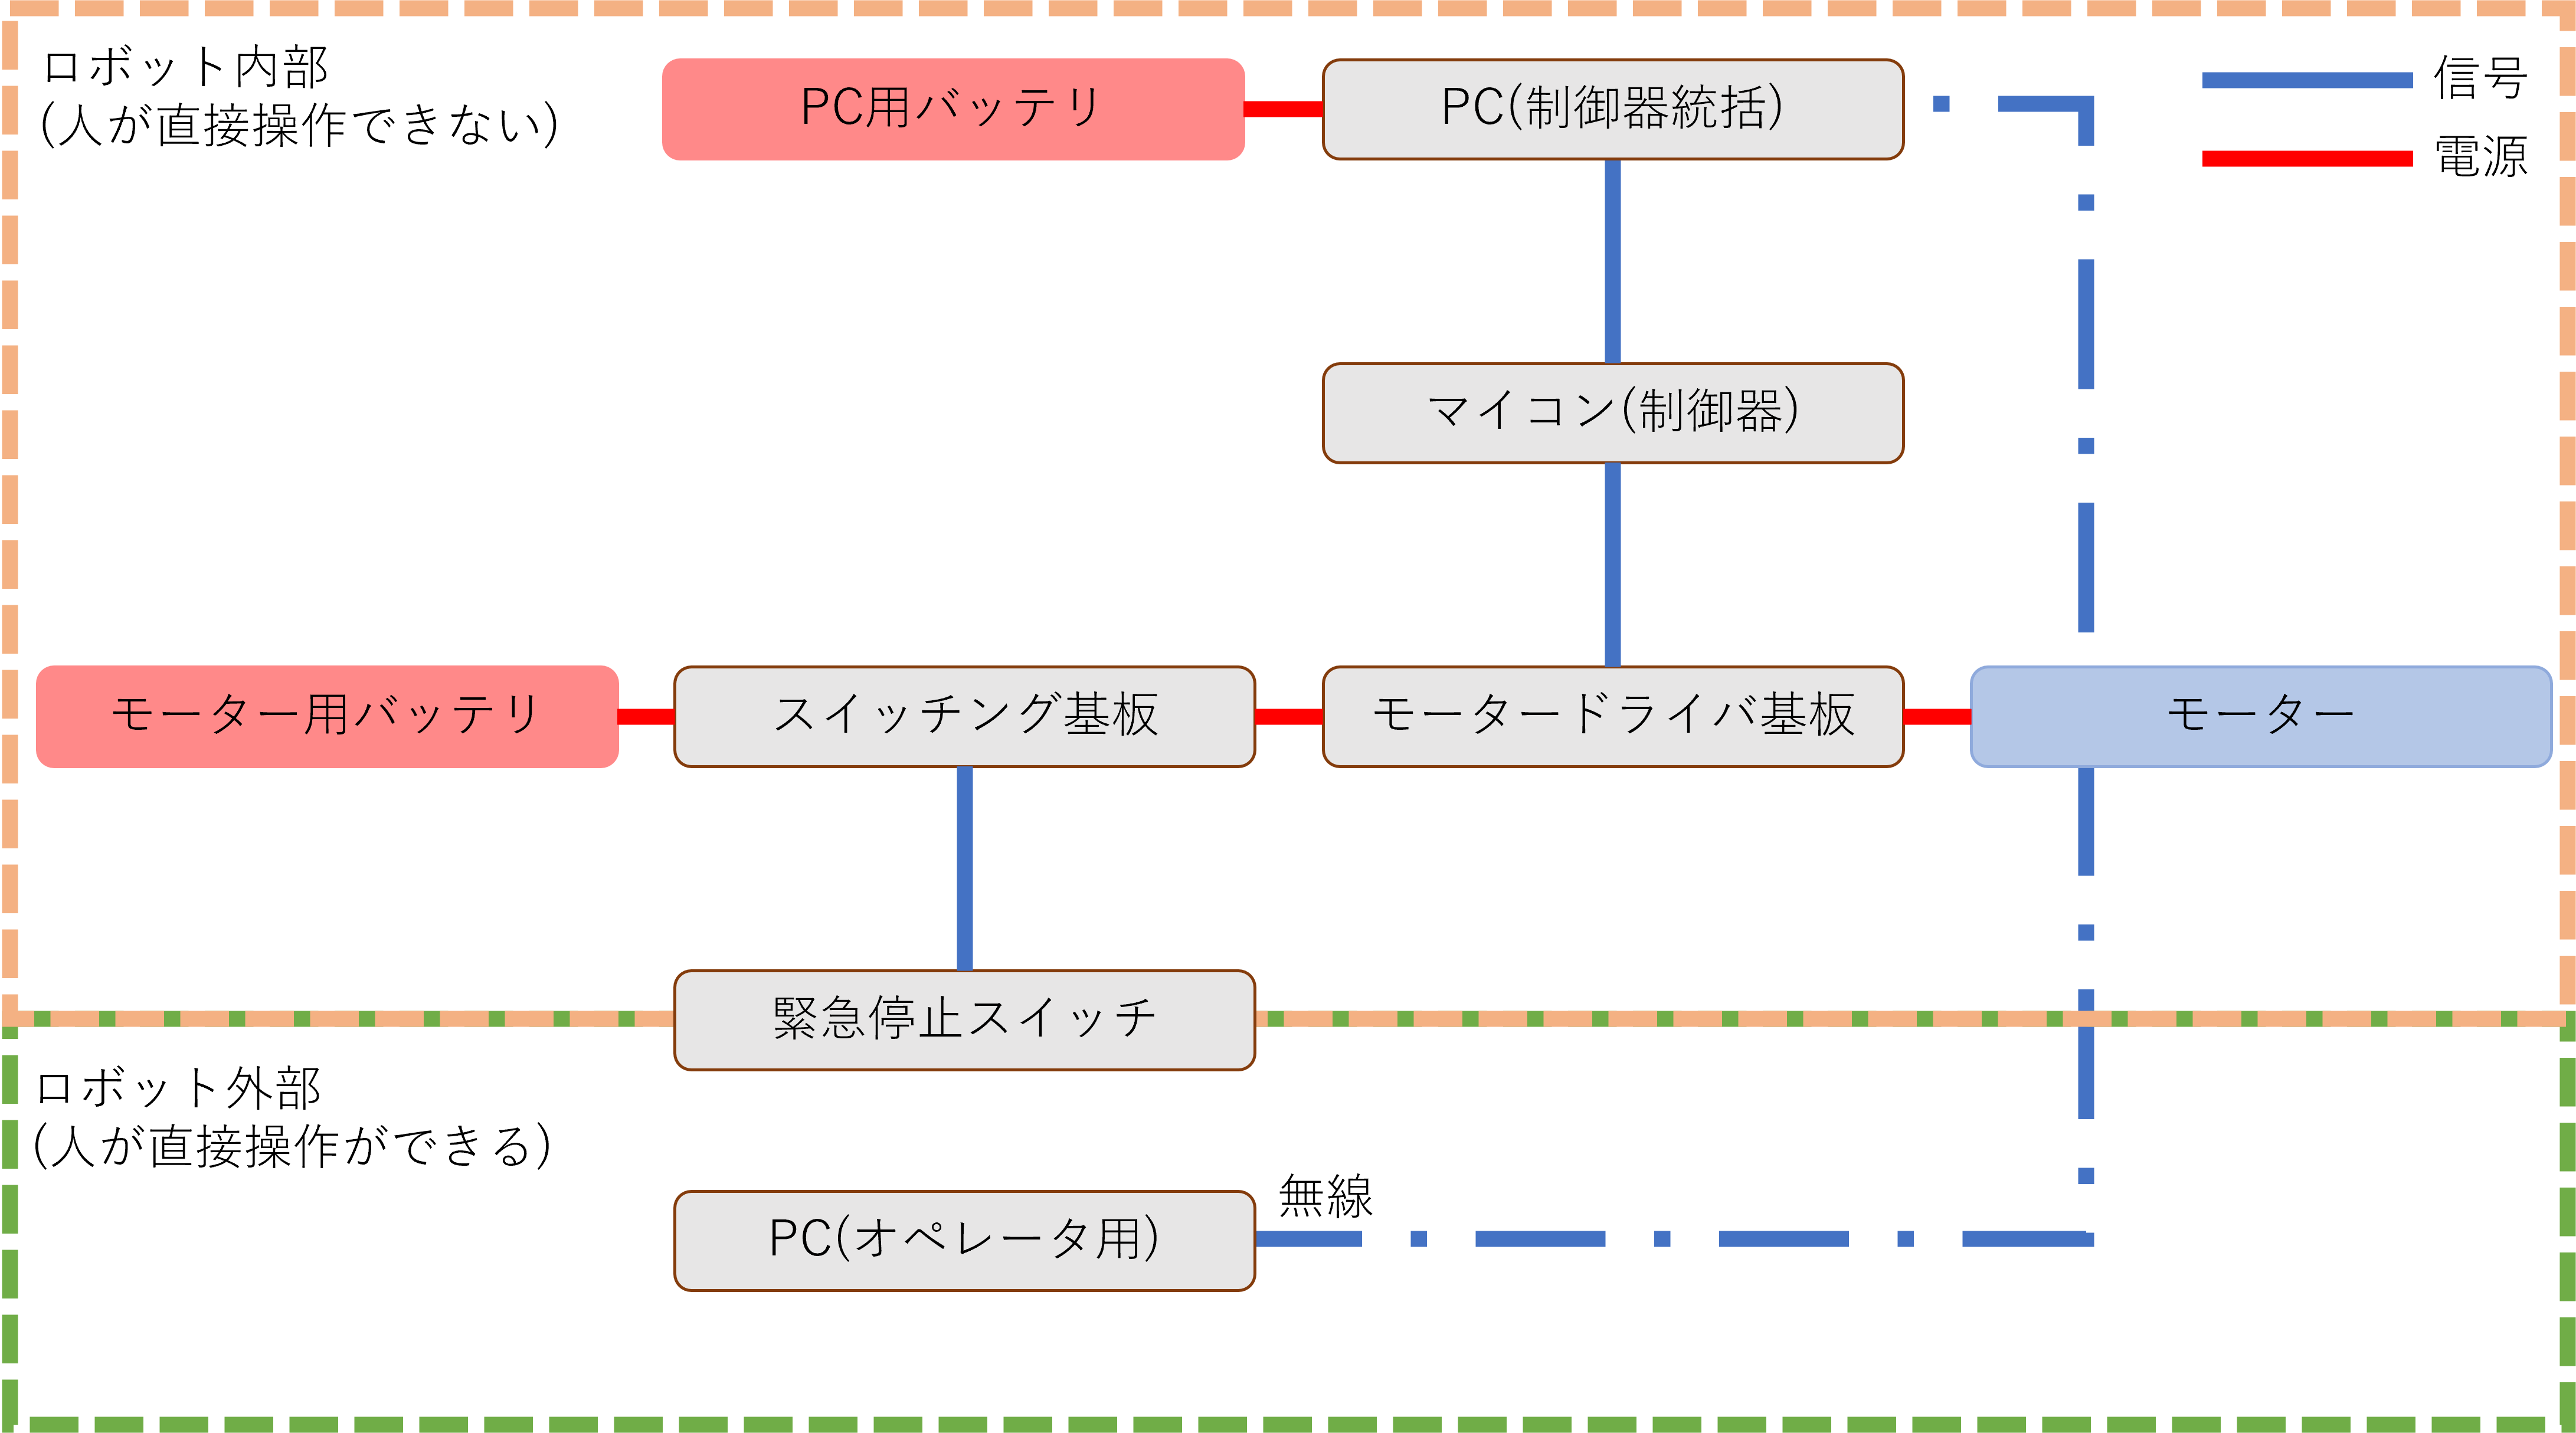 ロボット内部
(人が直接操作できない)
PC用バッテリ
PC(制御器統括)
信号
電源
マイコン(制御器)
モーター用バッテリ
スイッチング基板
モータードライバ基板
モーター
緊急停止スイッチ
ロボット外部
(人が直接操作ができる)
無線
PC(オペレータ用)